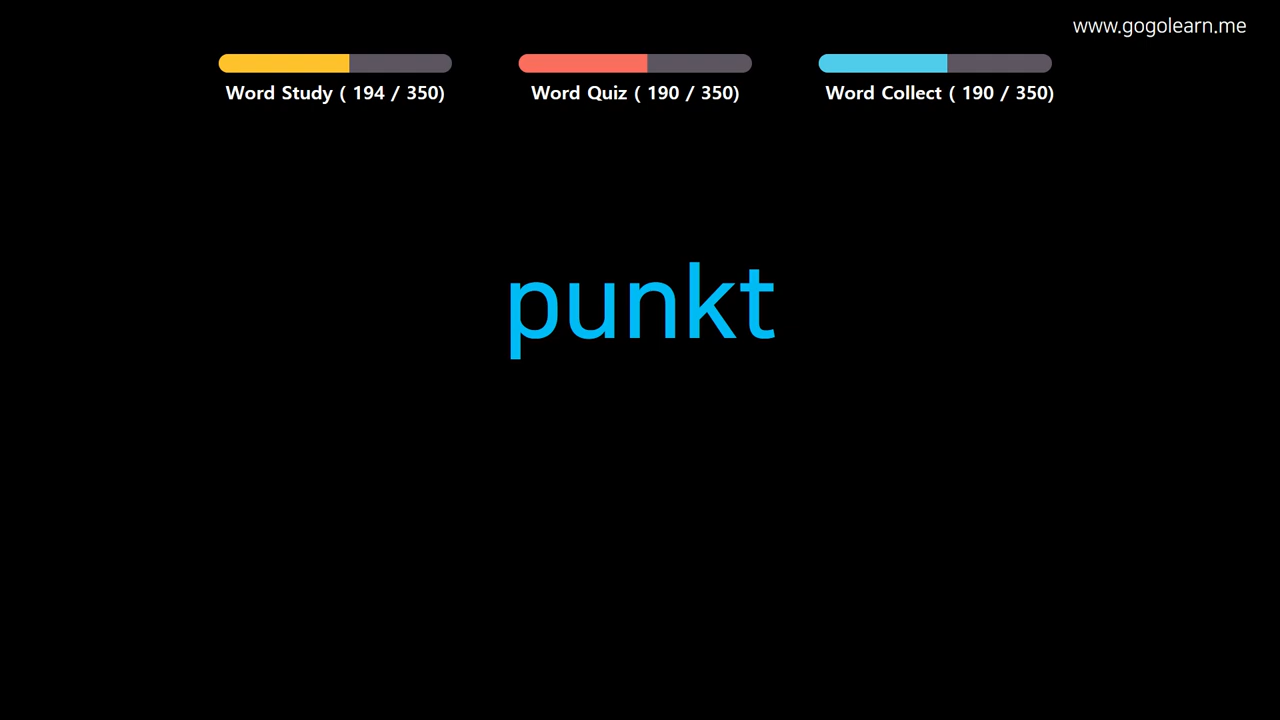 www.gogolearn.me
Word Study ( 194 / 350)
Word Quiz ( 190 / 350)
Word Collect ( 190 / 350)
punkt